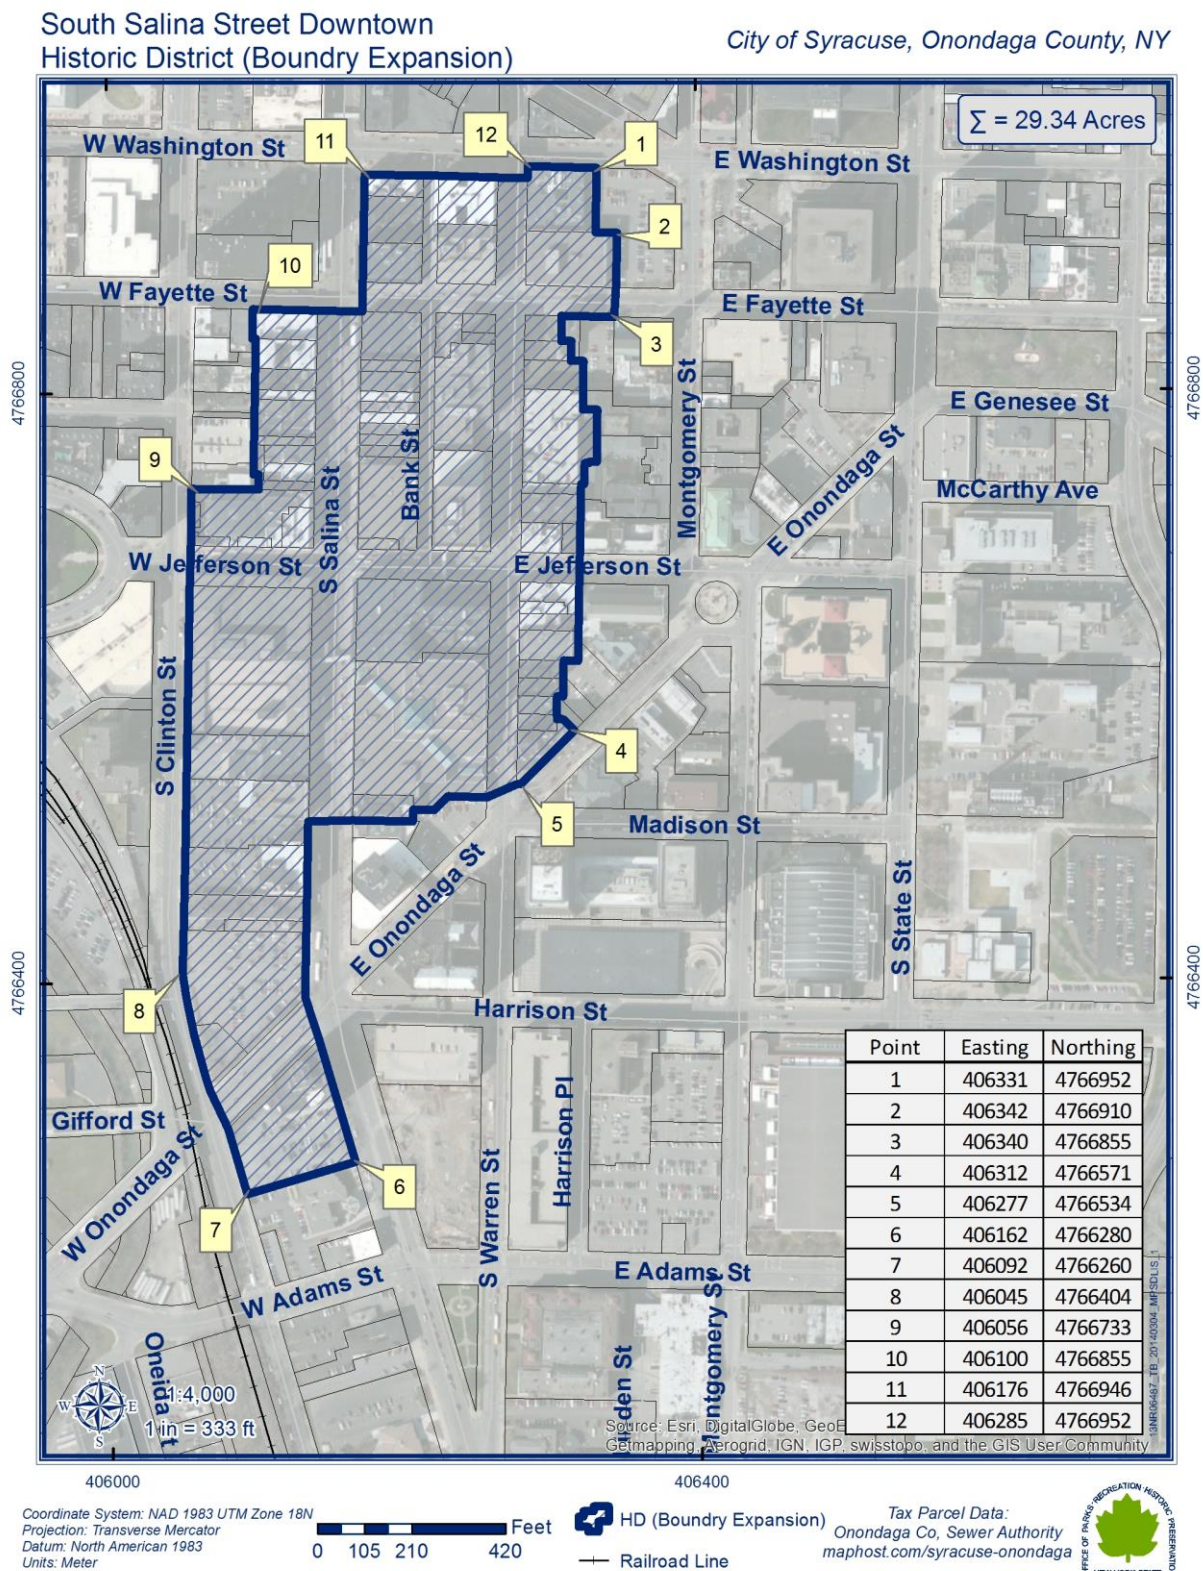 South Salina Street Downtown
Historic District (Boundry Expansion)
City of Syracuse, Onondaga County, NY
∑ = 29.34 Acres
W Washington St
11
12
1
E Washington St
2
10
W Fayette St
E Fayette St
3
4766800
4766800
Montgomery St
E Genesee St
9
S Salina St
Bank St
E Onondaga St
McCarthy Ave
W Jefferson St
E Jefferson St
S Clinton St
4
5
Madison St
E Onondaga St
S State St
4766400
4766400
8
Harrison St
Gifford St
W Onondaga St
Harrison Pl
6
7
S Warren St
W Adams St
E Adams St
Montgomery St
Oneida
Point Easting Northing
1 406331 4766952
2 406342 4766910
3 406340 4766855
4 406312 4766571
5 406277 4766534
6 406162 4766280
7 406092 4766260
8 406045 4766404
9 406056 4766733
10 406100 4766855
11 406176 4766946
12 406285 4766952
13NR06487_TB_20140304_MPSDLIS_1
N
W E
S
1:4,000
1 in = 333 ft
Source: Esri, DigitalGlobe, GeoE
Getmapping, Aerogrid, IGN, IGP, swisstopo, and the GIS User Community
406000
406400
Coordinate System: NAD 1983 UTM Zone 18N
Projection: Transverse Mercator
Datum: North American 1983
Units: Meter
Feet
0 105 210 420
HD (Boundry Expansion)
Railroad Line
Tax Parcel Data:
Onondaga Co, Sewer Authority
maphost.com/syracuse-onondaga
OFFICE OF PARKS, RECREATION, HISTORIC PRESERVATION